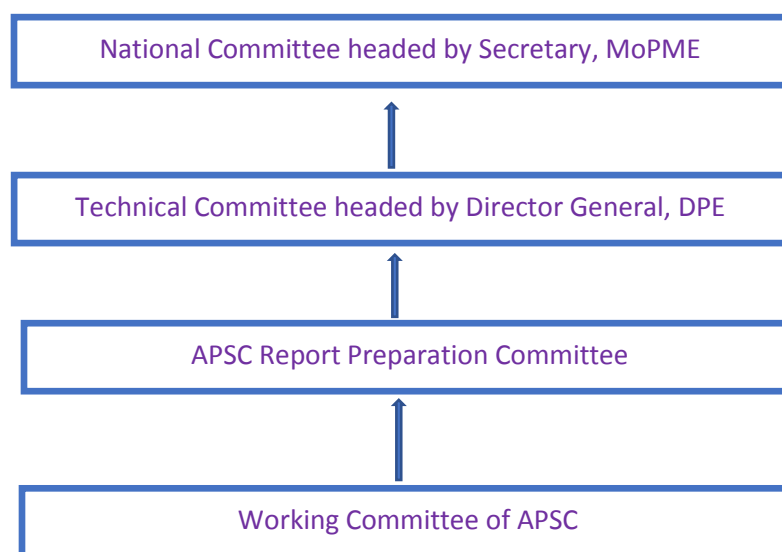 National Committee headed by Secretary, MoPME
Technical Committee headed by Director General, DPE
APSC Report Preparation Committee
Working Committee of APSC